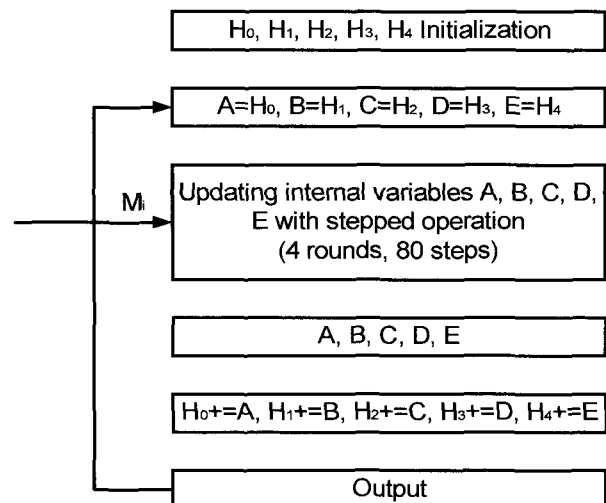 H₀, H₁, H₂, H₃, H₄ Initialization
A=H₀, B=H₁, C=H₂, D=H₃, E=H₄
Mᵢ
Updating internal variables A, B, C, D,
E with stepped operation
(4 rounds, 80 steps)
A, B, C, D, E
H₀+=A, H₁+=B, H₂+=C, H₃+=D, H₄+=E
Output